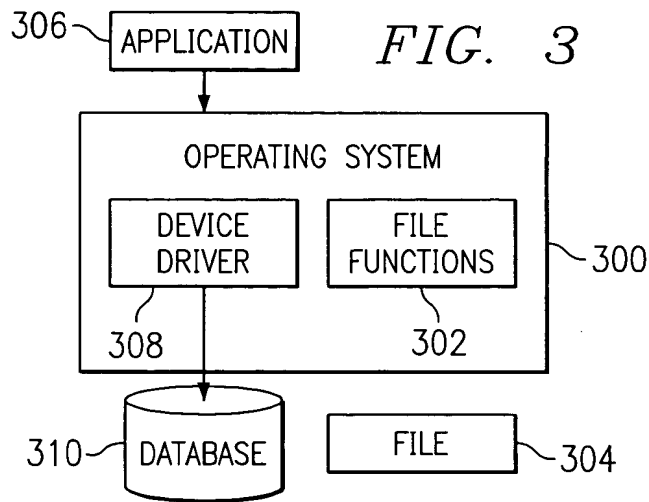 306
APPLICATION
FIG. 3
OPERATING SYSTEM
DEVICE
DRIVER
FILE
FUNCTIONS
300
308
302
310
DATABASE
FILE
304